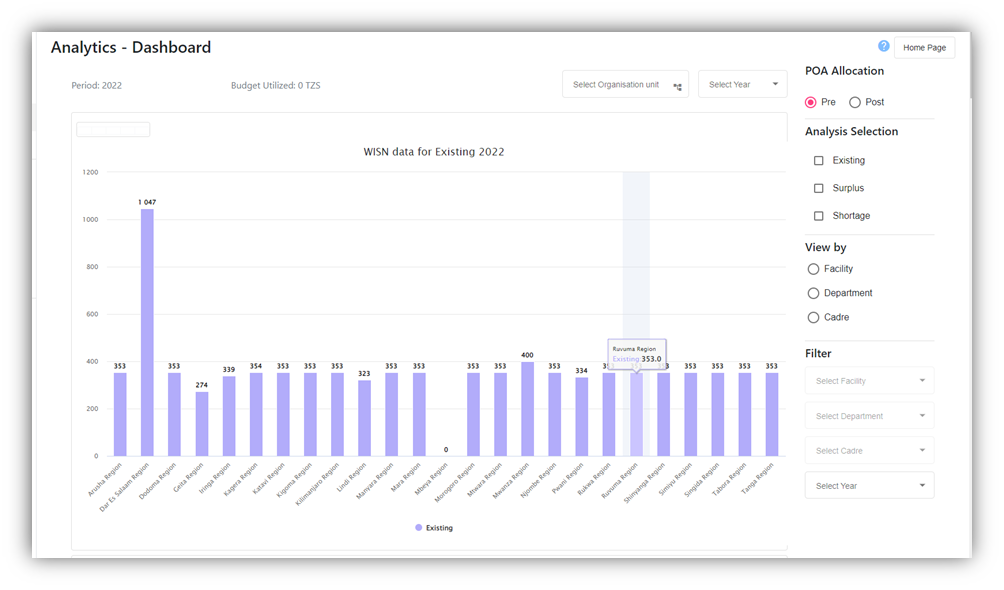 Analytics - Dashboard
? Home Page
Period: 2022 Budget Utilized: 0 TZS Select Organisation unit Select Year
POA Allocation
Pre Post
WISN data for Existing 2022
1200
1000
800
600
400
200
0
353
1 047
353
274
339
354
353
353
353
323
353
353
0
353
353
400
353
334
353
353
353
353
353
Ruvuma Region
Existing 353.0
Arusha Region
Dar Es Salaam Region
Dodoma Region
Geita Region
Iringa Region
Kagera Region
Katavi Region
Kigoma Region
Kilimanjaro Region
Lindi Region
Manyara Region
Mara Region
Mbeya Region
Morogoro Region
Mtwara Region
Mwanza Region
Njombe Region
Pwani Region
Rukwa Region
Ruvuma Region
Shinyanga Region
Simiyu Region
Singida Region
Tabora Region
Tanga Region
Existing
Analysis Selection
Existing
Surplus
Shortage
View by
Facility
Department
Cadre
Filter
Select Facility
Select Department
Select Cadre
Select Year